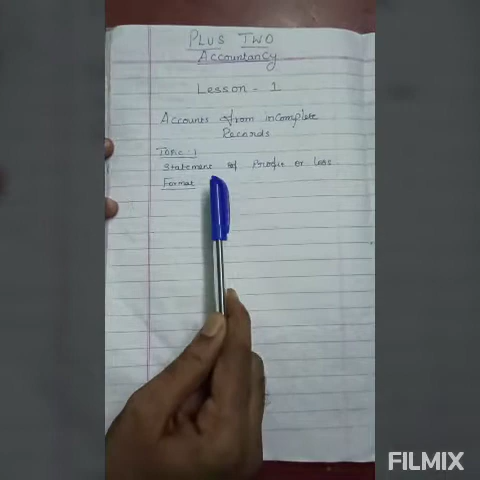 PLUS TWO
Accountancy
Lesson - 1
Accounts from incomplete
Records
Topic : 1
Statement of Profit or Loss
Format
FILMIX